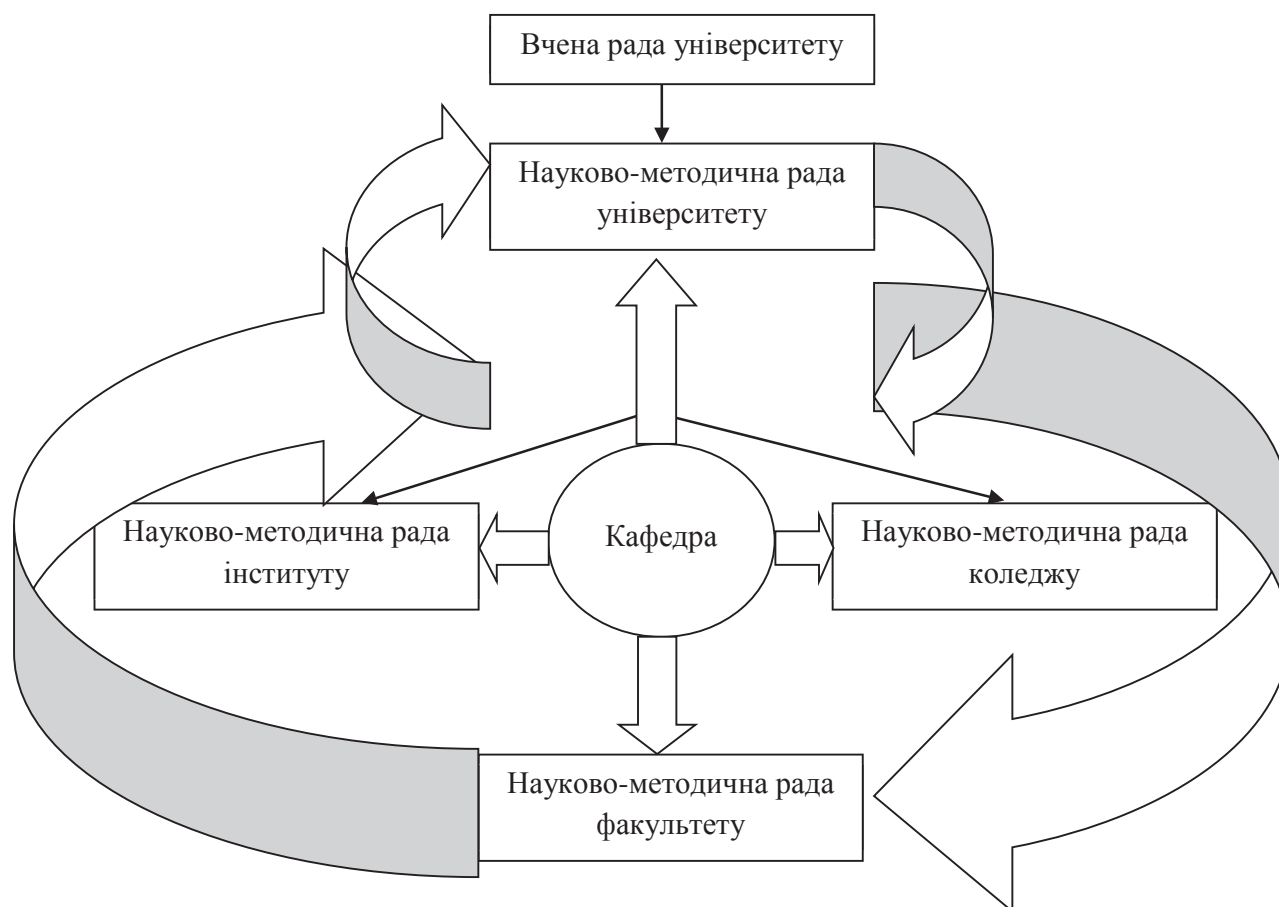 Вчена рада університету
Науково-методична рада
університету
Науково-методична рада
інституту
Кафедра
Науково-методична рада
коледжу
Науково-методична рада
факультету